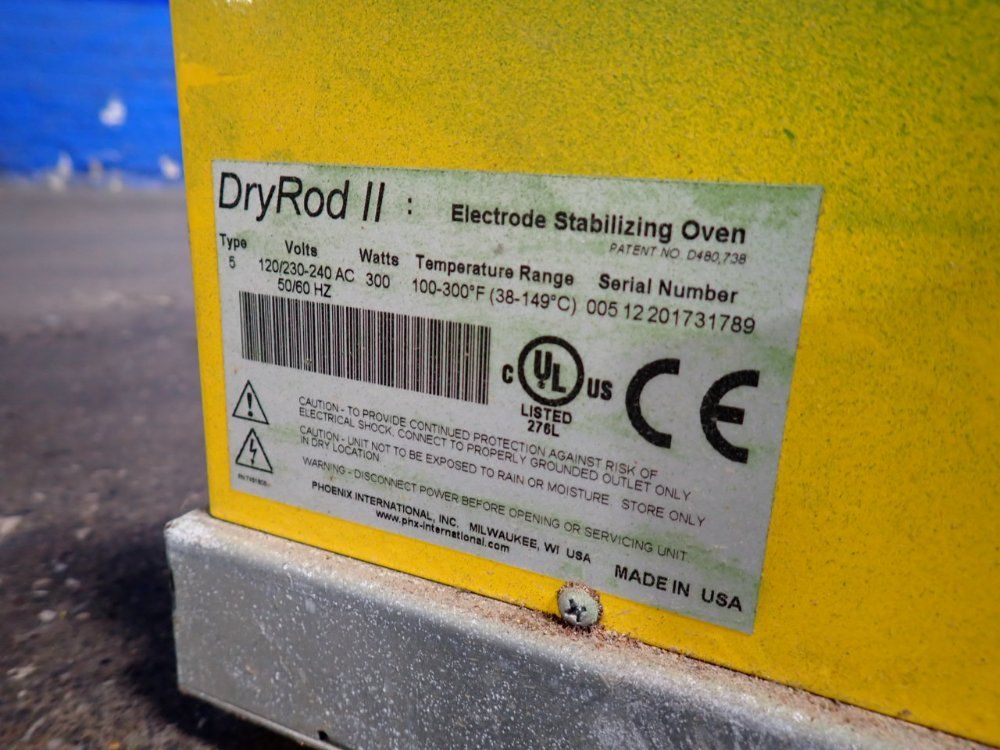 DryRod II : Electrode Stabilizing Oven
PATENT NO. D480,738
Type Volts Watts Temperature Range Serial Number
5 120/230-240 AC 300 100-300°F (38-149°C) 005 12 201731789
50/60 HZ
C UL US
LISTED
276L
CE
CAUTION - TO PROVIDE CONTINUED PROTECTION AGAINST RISK OF
ELECTRICAL SHOCK, CONNECT TO PROPERLY GROUNDED OUTLET ONLY
CAUTION - UNIT NOT TO BE EXPOSED TO RAIN OR MOISTURE STORE ONLY
IN DRY LOCATION.
WARNING - DISCONNECT POWER BEFORE OPENING OR SERVICING UNIT
PHOENIX INTERNATIONAL, INC. MILWAUKEE, WI USA
www.phx-international.com
MADE IN USA